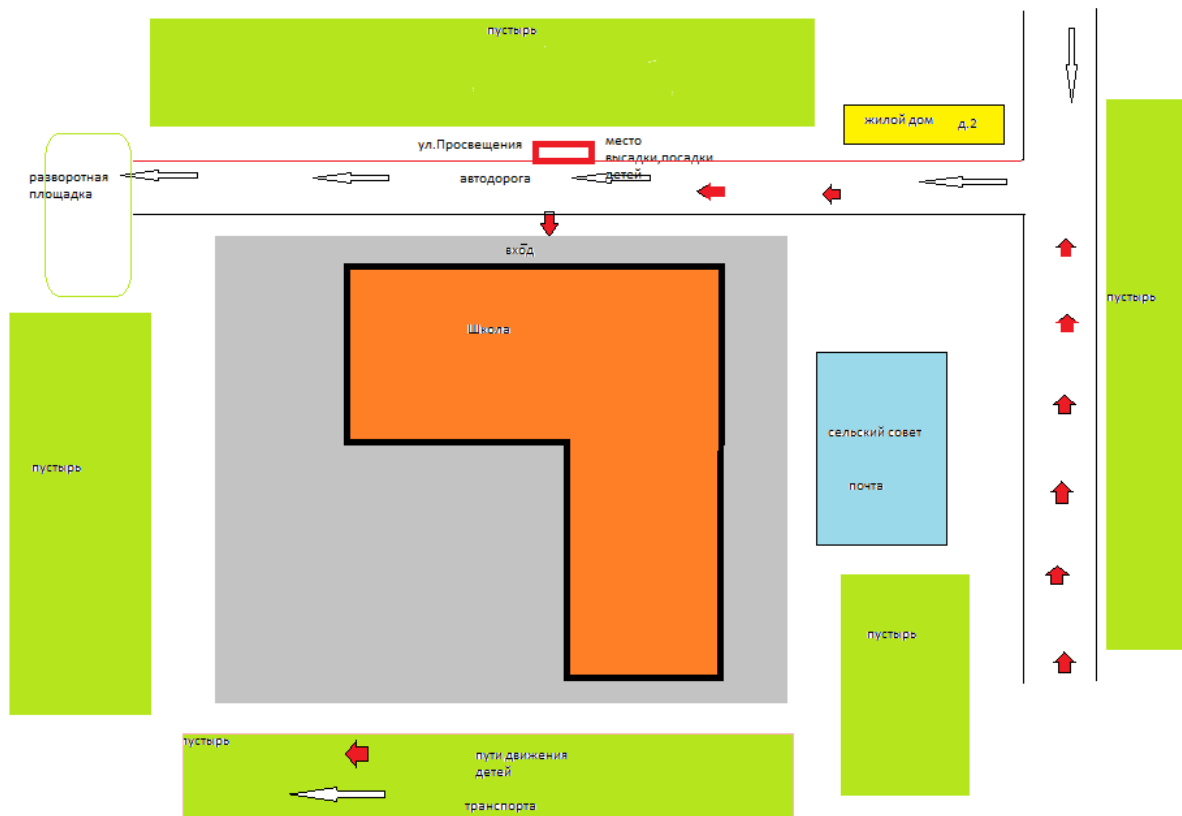 пустырь
жилой дом д.2
ул.Просвещения
место
высадки,посадки
детей
автодорога
разворотная
площадка
вход
пустырь
Школа
сельский совет
пустырь
почта
пустырь
пустырь
пути движения
детей
транспорта